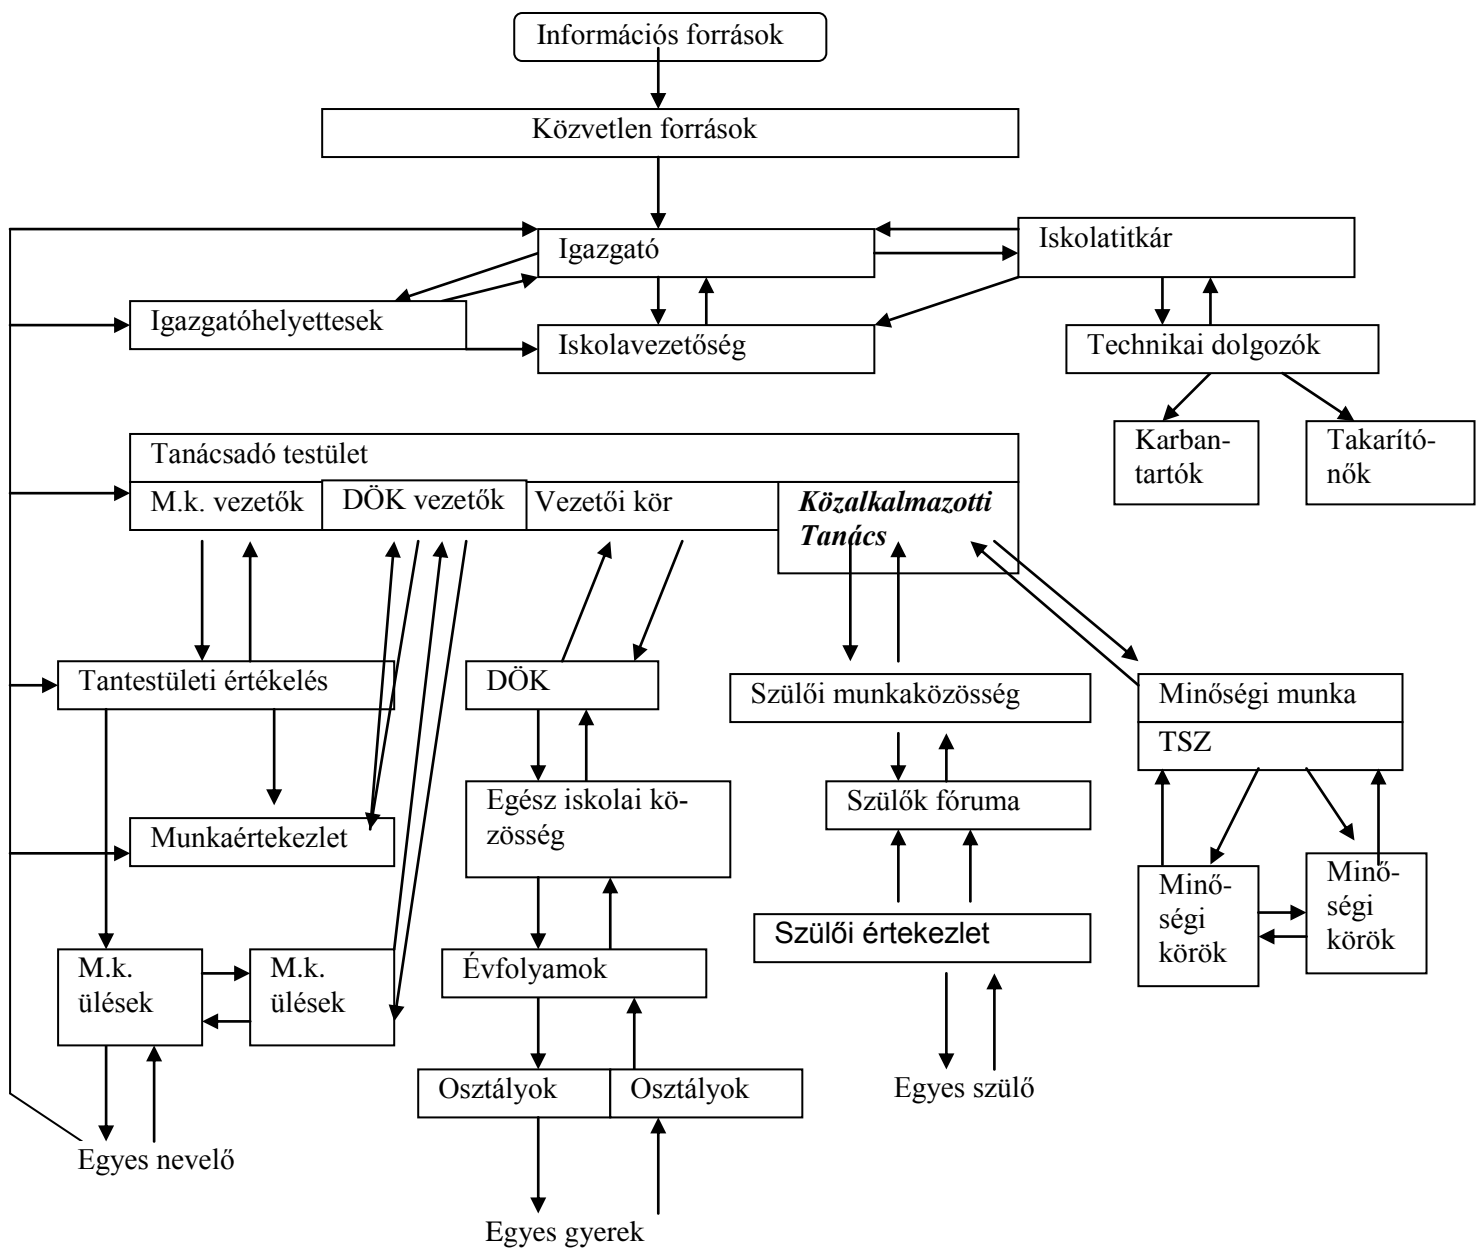 Információs források
Közvetlen források
Igazgató
Iskolatitkár
Igazgatóhelyettesek
Iskolavezetőség
Technikai dolgozók
Karban-
tartók
Takarító-
nők
Tanácsadó testület
M.k. vezetők
DÖK vezetők
Vezetői kör
Közalkalmazotti
Tanács
Tantestületi értékelés
DÖK
Szülői munkaközösség
Minőségi munka
TSZ
Munkaértekezlet
Egész iskolai kö-
zösség
Szülők fóruma
Minő-
ségi
körök
Minő-
ségi
körök
M.k.
ülések
M.k.
ülések
Évfolyamok
Szülői értekezlet
Osztályok
Osztályok
Egyes szülő
Egyes nevelő
Egyes gyerek